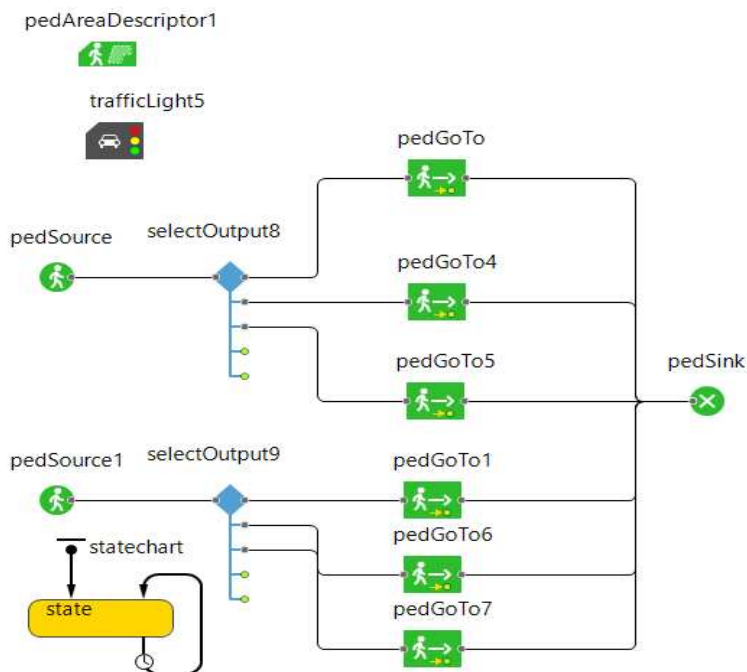 pedAreaDescriptor1
trafficLight5
pedGoTo
pedSource
selectOutput8
pedGoTo4
pedGoTo5
pedSink
pedSource1
selectOutput9
pedGoTo1
statechart
pedGoTo6
state
pedGoTo7